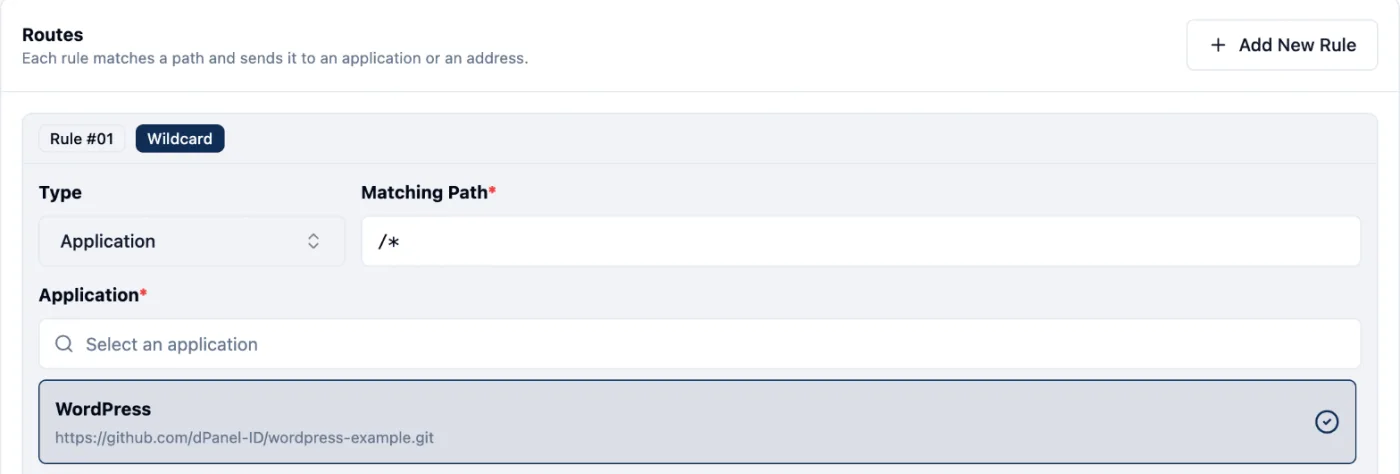 Routes
Each rule matches a path and sends it to an application or an address.
+ Add New Rule
Rule #01
Wildcard
Type
Matching Path*
Application
/*
Application*
Select an application
WordPress
https://github.com/dPanel-ID/wordpress-example.git